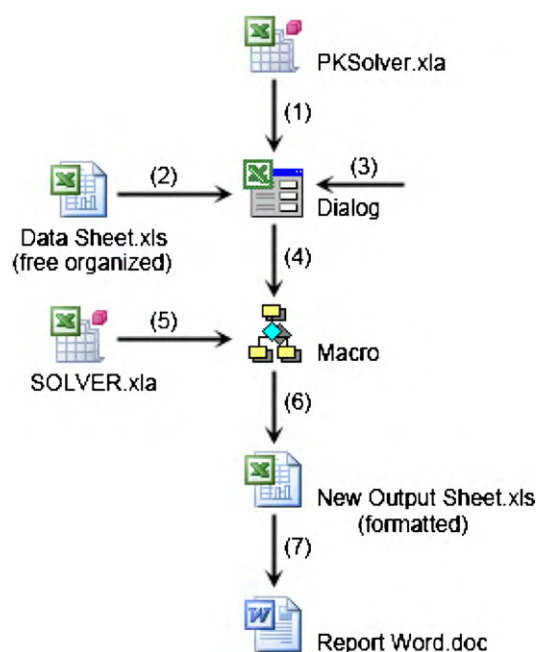 PKSolver.xla
(1)
(2)
(3)
Dialog
Data Sheet.xls
(free organized)
(4)
(5)
Macro
SOLVER.xla
(6)
New Output Sheet.xls
(formatted)
(7)
W
Report Word.doc